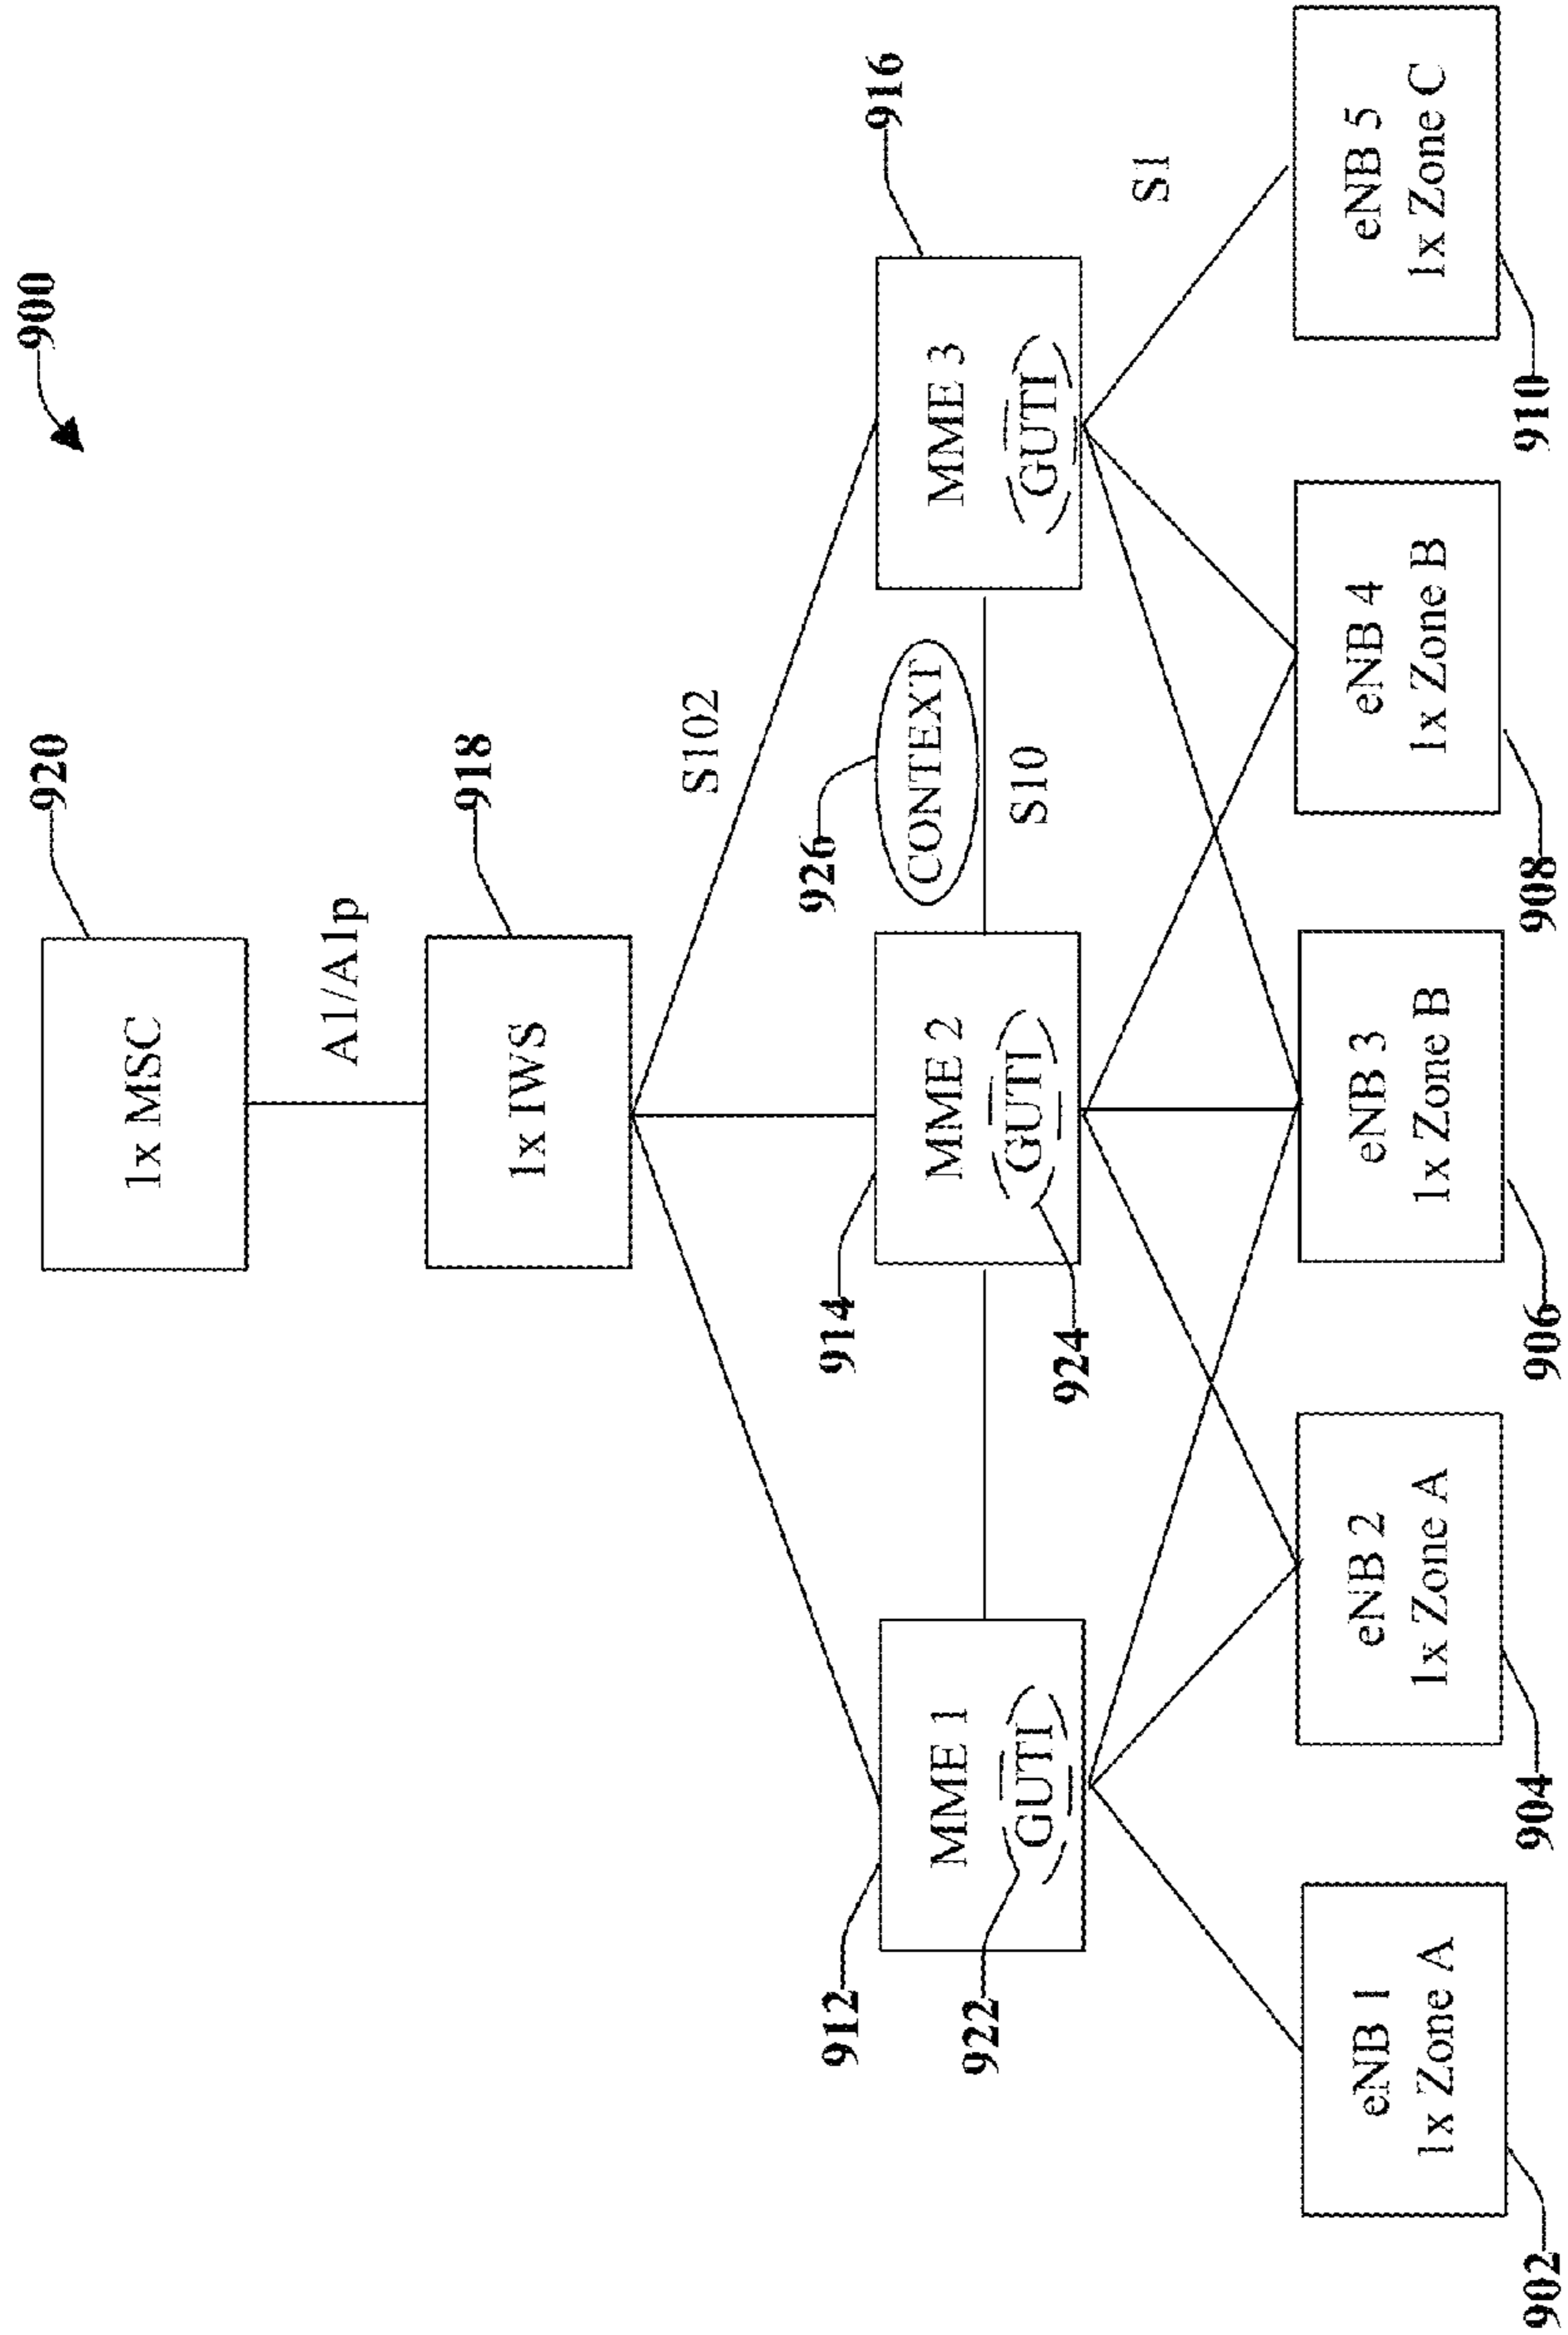 900
920
1x MSC
A1/A1p
918
1x IWS
S102
912
MME 1
922
GUTI
914
MME 2
924
GUTI
926
CONTEXT
S10
916
MME 3
GUTI
S1
eNB 1
1x Zone A
902
eNB 2
1x Zone A
904
eNB 3
1x Zone B
906
eNB 4
1x Zone B
908
eNB 5
1x Zone C
910